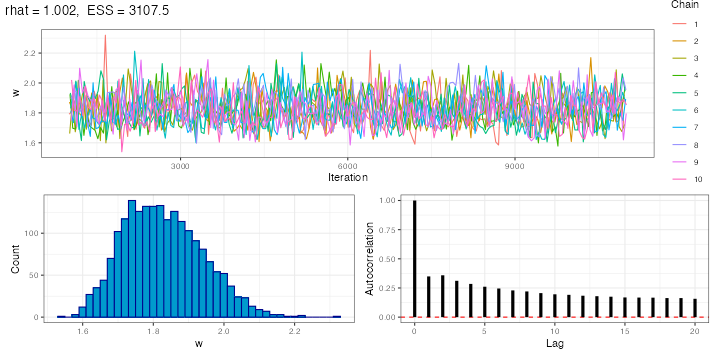 rhat = 1.002, ESS = 3107.5
Chain
1
2
3
4
5
6
7
8
9
10
w
2.2
2.0
1.8
1.6
3000 6000 9000
Iteration
Count
100
50
0
1.6 1.8 2.0 2.2
w
Autocorrelation
1.00
0.75
0.50
0.25
0.00
0 5 10 15 20
Lag